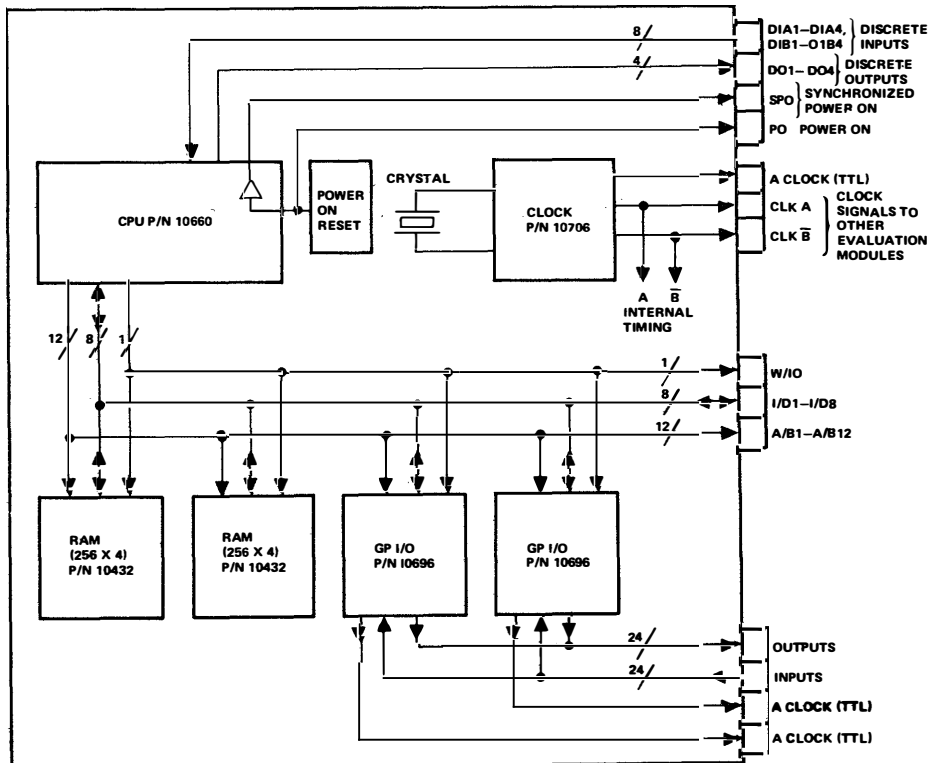 8
DIA1–DIA4,
DIB1–O1B4
DISCRETE
INPUTS
4
DO1–DO4
DISCRETE
OUTPUTS
SPO
SYNCHRONIZED
POWER ON
PO POWER ON
CPU P/N 10660
POWER
ON
RESET
CRYSTAL
CLOCK
P/N 10706
A CLOCK (TTL)
CLK A
CLK B̅
CLOCK
SIGNALS TO
OTHER
EVALUATION
MODULES
A B̅
INTERNAL
TIMING
12 8 1
1
W/IO
8
I/D1–I/D8
12
A/B1–A/B12
RAM
(256 X 4)
P/N 10432
RAM
(256 X 4)
P/N 10432
GP I/O
P/N I0696
GP I/O
P/N 10696
24
OUTPUTS
24
INPUTS
A CLOCK (TTL)
A CLOCK (TTL)